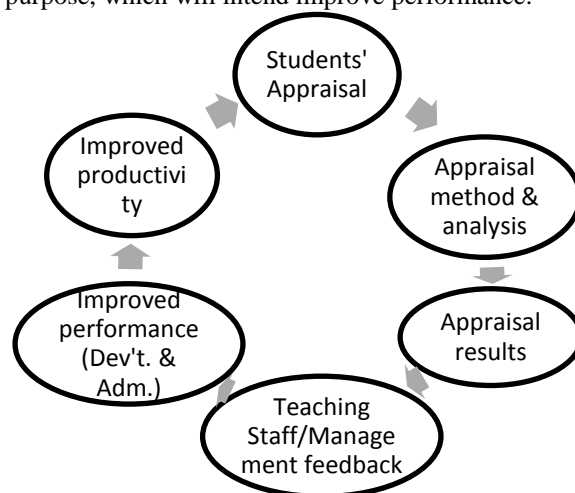 purpose, which will intend improve performance.
Students'
Appraisal
Appraisal
method &
analysis
Appraisal
results
Teaching
Staff/Manage
ment feedback
Improved
performance
(Dev't. &
Adm.)
Improved
productivi
ty